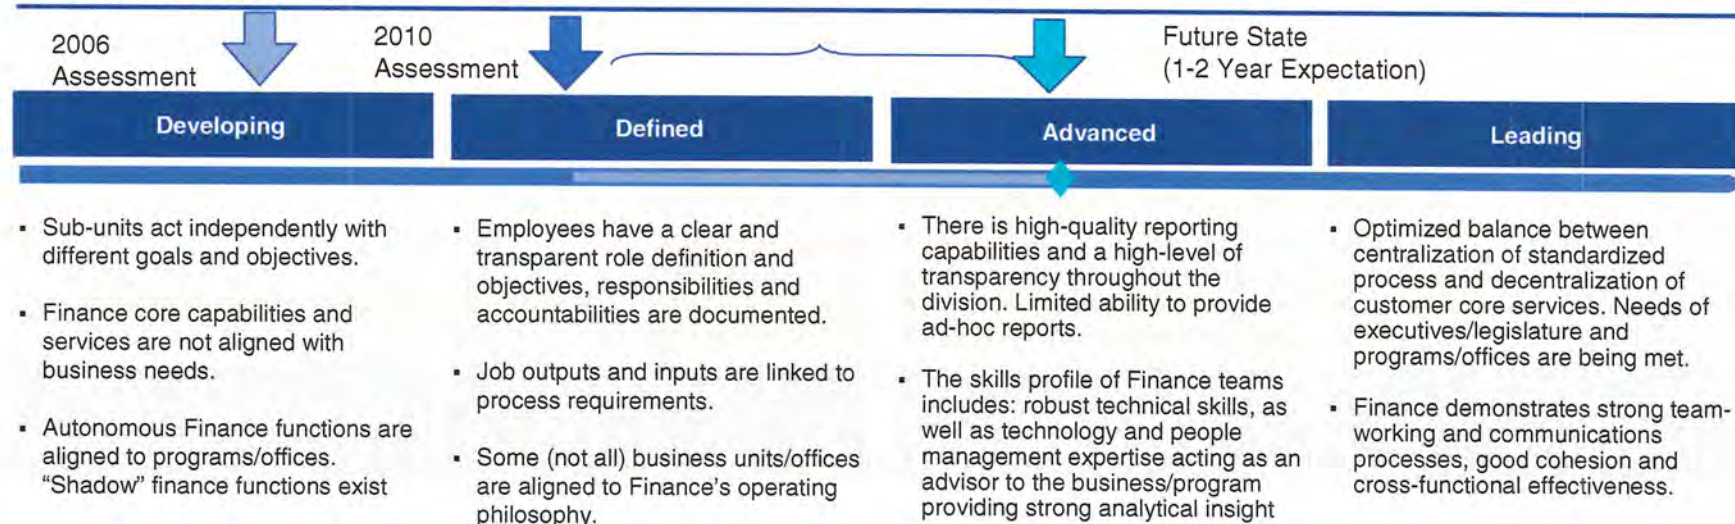 2006
Assessment
2010
Assessment
Future State
(1-2 Year Expectation)
Developing
Defined
Advanced
Leading
▪ Sub-units act independently with
different goals and objectives.
▪ Finance core capabilities and
services are not aligned with
business needs.
▪ Autonomous Finance functions are
aligned to programs/offices.
“Shadow” finance functions exist
▪ Employees have a clear and
transparent role definition and
objectives, responsibilities and
accountabilities are documented.
▪ Job outputs and inputs are linked to
process requirements.
▪ Some (not all) business units/offices
are aligned to Finance’s operating
philosophy.
▪ There is high-quality reporting
capabilities and a high-level of
transparency throughout the
division. Limited ability to provide
ad-hoc reports.
▪ The skills profile of Finance teams
includes: robust technical skills, as
well as technology and people
management expertise acting as an
advisor to the business/program
providing strong analytical insight
▪ Optimized balance between
centralization of standardized
process and decentralization of
customer core services. Needs of
executives/legislature and
programs/offices are being met.
▪ Finance demonstrates strong team-
working and communications
processes, good cohesion and
cross-functional effectiveness.